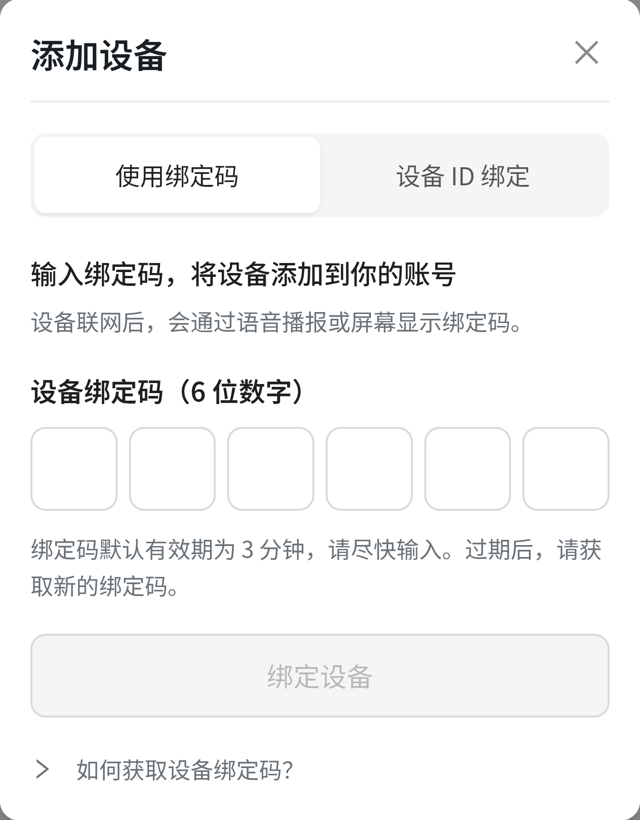 添加设备
使用绑定码
设备 ID 绑定
输入绑定码，将设备添加到你的账号
设备联网后，会通过语音播报或屏幕显示绑定码。
设备绑定码（6 位数字）
绑定码默认有效期为 3 分钟，请尽快输入。过期后，请获
取新的绑定码。
绑定设备
如何获取设备绑定码？